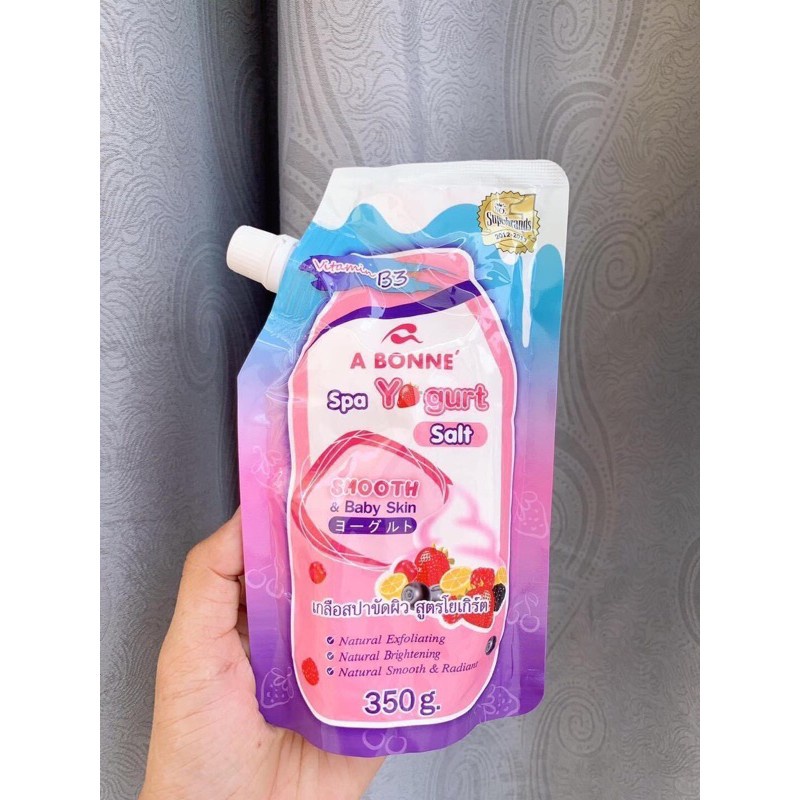 Superbrands
Vitamin B3
A BONNE'
Spa Yogurt
Salt
SMOOTH
& Baby Skin
ヨーグルト
เกลือสปาขัดผิว สูตรโยเกิร์ต
Natural Exfoliating
Natural Brightening
Natural Smooth & Radiant
350 g.